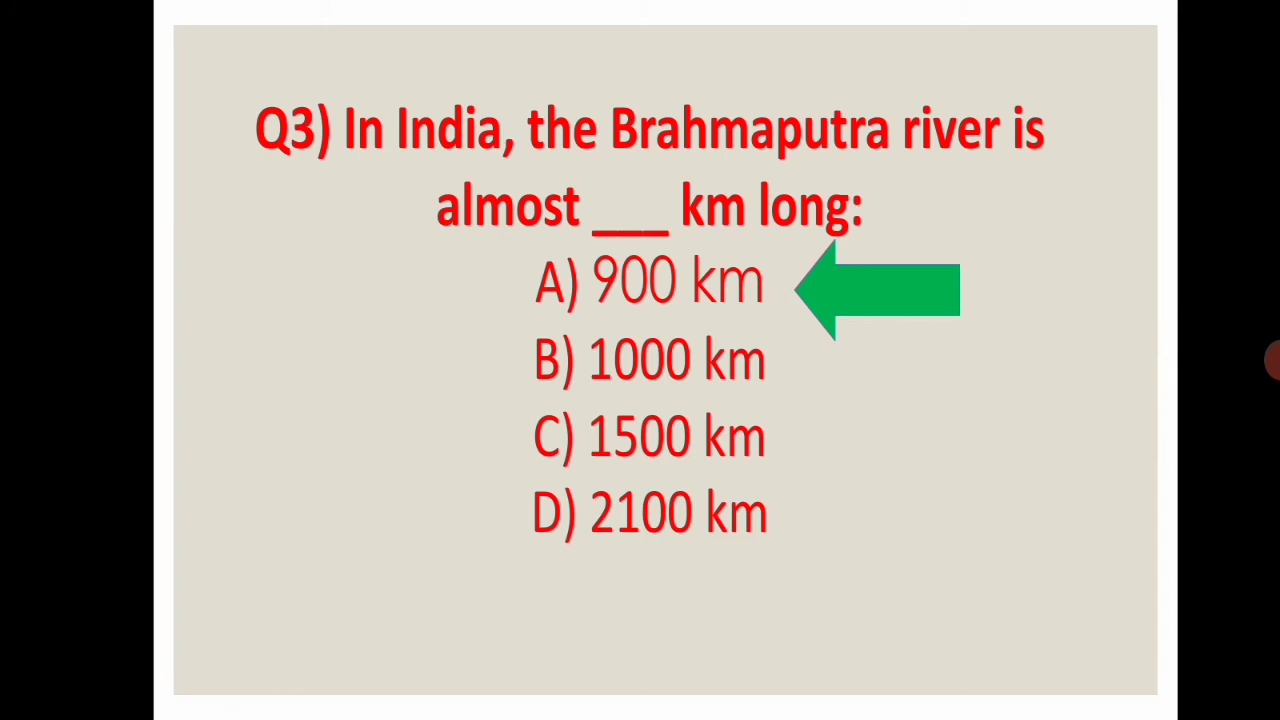 Q3) In India, the Brahmaputra river is
almost ___ km long:
A) 900 km
B) 1000 km
C) 1500 km
D) 2100 km